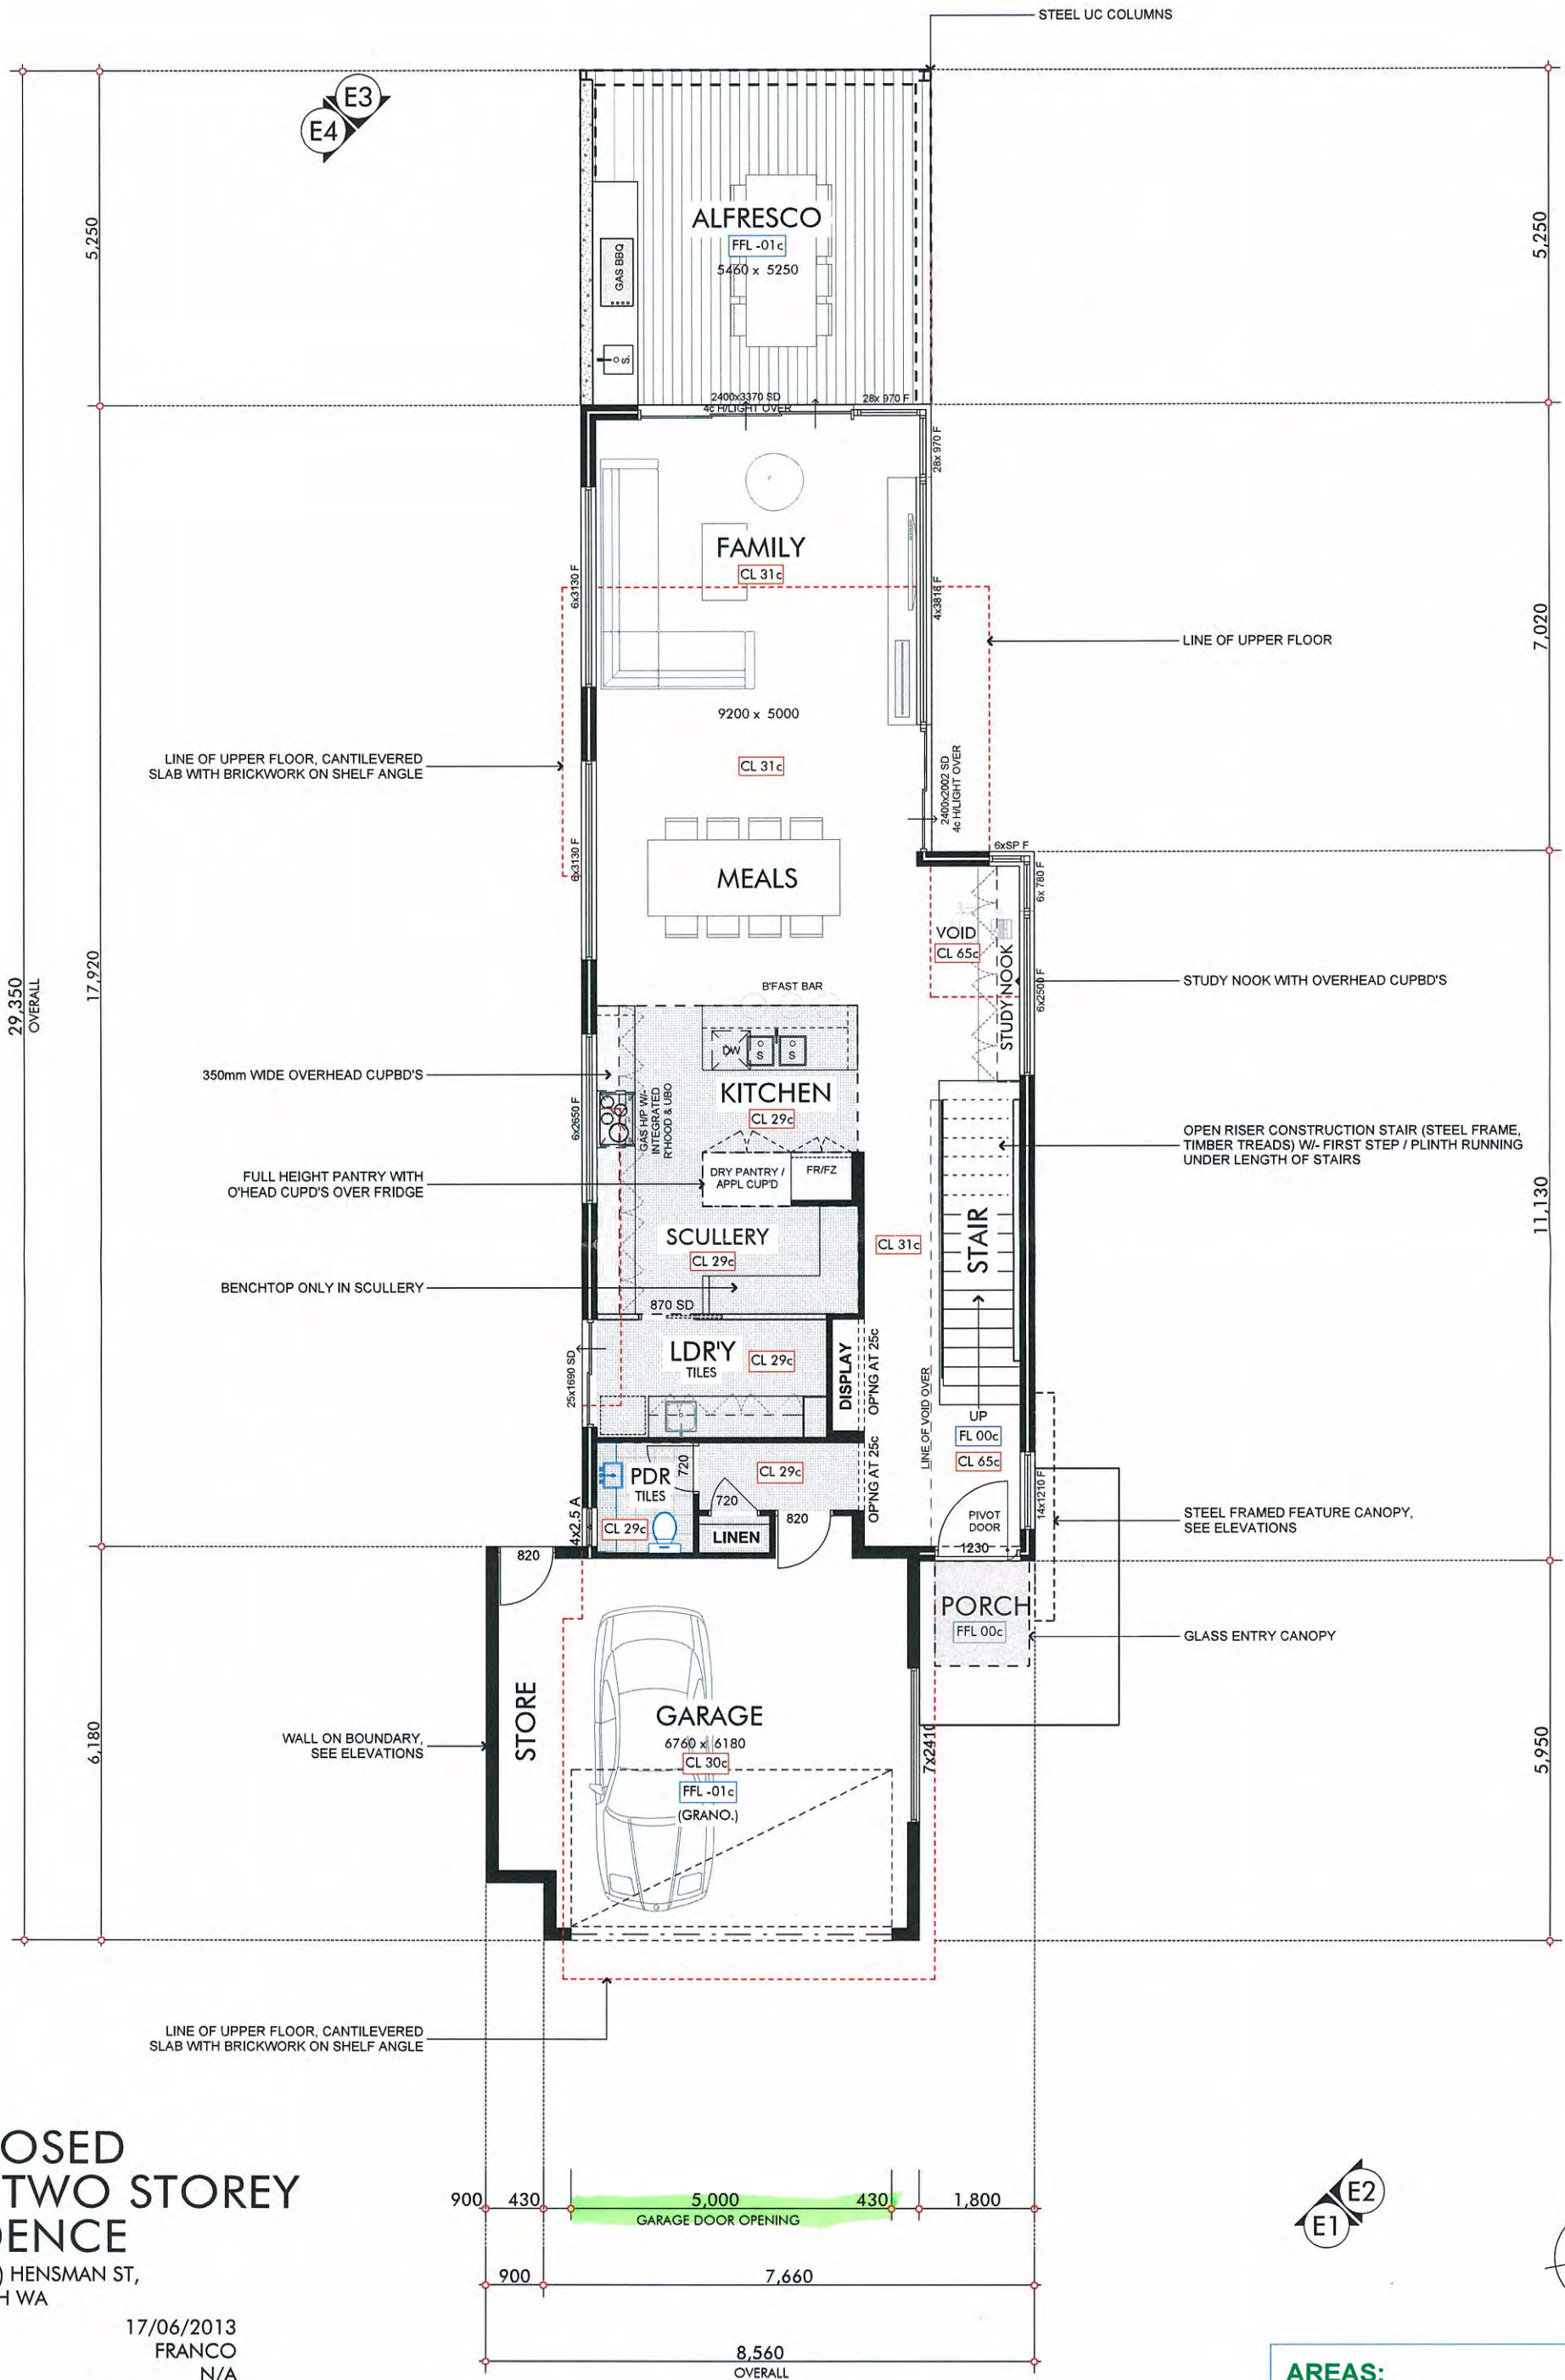 STEEL UC COLUMNS
E3
E4
5,250
5,250
ALFRESCO
FFL -01c
5460 x 5250
GAS BBQ
S.
2400x3370 SD
4c H/LIGHT OVER
28x 970 F
28x 970 F
FAMILY
CL 31c
6x3130 F
4x3818 F
7,020
LINE OF UPPER FLOOR
9200 x 5000
LINE OF UPPER FLOOR, CANTILEVERED
SLAB WITH BRICKWORK ON SHELF ANGLE
CL 31c
2400x2002 SD
4c H/LIGHT OVER
6x3130 F
MEALS
6xSP F
6x 780 F
VOID
CL 65c
STUDY NOOK
6x2500 F
STUDY NOOK WITH OVERHEAD CUPBD'S
29,350
OVERALL
17,920
B'FAST BAR
DW
S
S
350mm WIDE OVERHEAD CUPBD'S
KITCHEN
CL 29c
6x2650 F
GAS H/P W/-
INTEGRATED
R'HOOD & UBO
OPEN RISER CONSTRUCTION STAIR (STEEL FRAME,
TIMBER TREADS) W/- FIRST STEP / PLINTH RUNNING
UNDER LENGTH OF STAIRS
FULL HEIGHT PANTRY WITH
O'HEAD CUPD'S OVER FRIDGE
DRY PANTRY /
APPL CUP'D
FR/FZ
11,130
SCULLERY
CL 29c
CL 31c
STAIR
BENCHTOP ONLY IN SCULLERY
870 SD
LDR'Y
TILES
CL 29c
DISPLAY
OP'NG AT 25c
25x1690 SD
LINE OF VOID OVER
UP
FL 00c
CL 65c
PDR
TILES
720
CL 29c
OP'NG AT 25c
720
CL 29c
LINEN
820
4x2.5 A
PIVOT
DOOR
1230
14x1210 F
STEEL FRAMED FEATURE CANOPY,
SEE ELEVATIONS
820
PORCH
FFL 00c
GLASS ENTRY CANOPY
STORE
GARAGE
6760 x 6180
CL 30c
FFL -01c
(GRANO.)
7x2410
WALL ON BOUNDARY,
SEE ELEVATIONS
6,180
5,950
LINE OF UPPER FLOOR, CANTILEVERED
SLAB WITH BRICKWORK ON SHELF ANGLE
OSED
TWO STOREY
DENCE
) HENSMAN ST,
H WA
17/06/2013
FRANCO
N/A
900 430 5,000 430 1,800
GARAGE DOOR OPENING
900 7,660
8,560
OVERALL
E2
E1
AREAS: